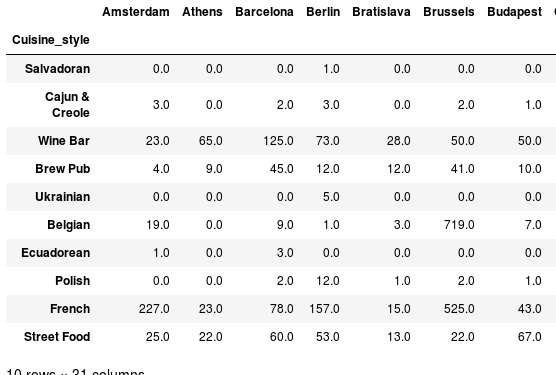 Amsterdam Athens Barcelona Berlin Bratislava Brussels Budapest
Cuisine_style
Salvadoran 0.0 0.0 0.0 1.0 0.0 0.0 0.0
Cajun &
Creole 3.0 0.0 2.0 3.0 0.0 2.0 1.0
Wine Bar 23.0 65.0 125.0 73.0 28.0 50.0 50.0
Brew Pub 4.0 9.0 45.0 12.0 12.0 41.0 10.0
Ukrainian 0.0 0.0 0.0 5.0 0.0 0.0 0.0
Belgian 19.0 0.0 9.0 1.0 3.0 719.0 7.0
Ecuadorean 1.0 0.0 3.0 0.0 0.0 0.0 0.0
Polish 0.0 0.0 2.0 12.0 1.0 2.0 1.0
French 227.0 23.0 78.0 157.0 15.0 525.0 43.0
Street Food 25.0 22.0 60.0 53.0 13.0 22.0 67.0
10 rows × 31 columns